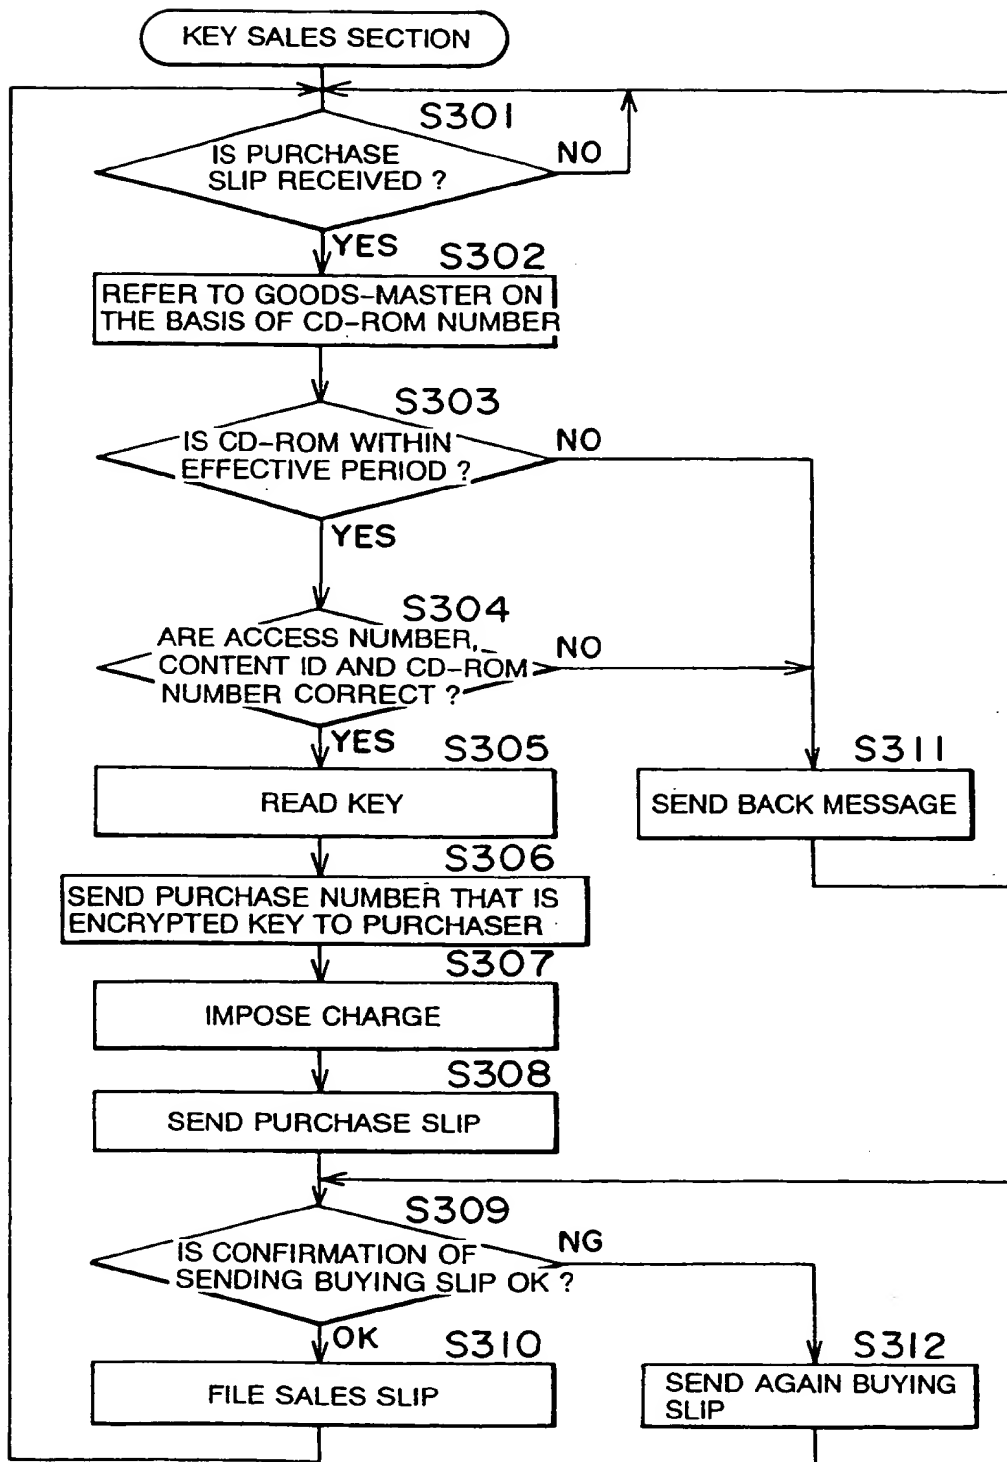 KEY SALES SECTION
S301
IS PURCHASE
SLIP RECEIVED ?
NO
YES
S302
REFER TO GOODS-MASTER ON
THE BASIS OF CD-ROM NUMBER
S303
IS CD-ROM WITHIN
EFFECTIVE PERIOD ?
NO
YES
S304
ARE ACCESS NUMBER,
CONTENT ID AND CD-ROM
NUMBER CORRECT ?
NO
YES
S305
READ KEY
S311
SEND BACK MESSAGE
S306
SEND PURCHASE NUMBER THAT IS
ENCRYPTED KEY TO PURCHASER
S307
IMPOSE CHARGE
S308
SEND PURCHASE SLIP
S309
IS CONFIRMATION OF
SENDING BUYING SLIP OK ?
NG
OK
S310
FILE SALES SLIP
S312
SEND AGAIN BUYING
SLIP